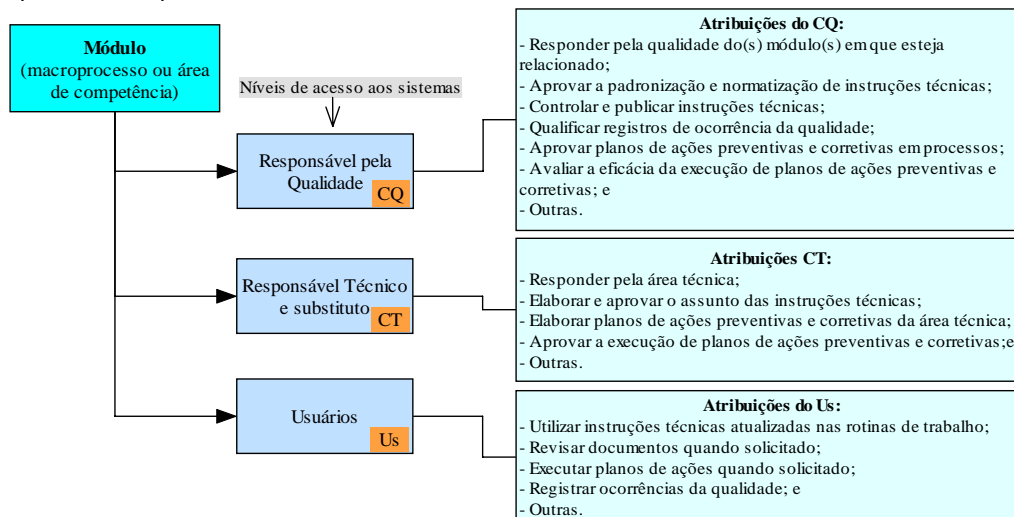 Módulo
(macroprocesso ou área
de competência)
Níveis de acesso aos sistemas
Responsável pela
Qualidade
CQ
Atribuições do CQ:
- Responder pela qualidade do(s) módulo(s) em que esteja
relacionado;
- Aprovar a padronização e normatização de instruções técnicas;
- Controlar e publicar instruções técnicas;
- Qualificar registros de ocorrência da qualidade;
- Aprovar planos de ações preventivas e corretivas em processos;
- Avaliar a eficácia da execução de planos de ações preventivas e
corretivas; e
- Outras.
Responsável Técnico
e substituto
CT
Atribuições CT:
- Responder pela área técnica;
- Elaborar e aprovar o assunto das instruções técnicas;
- Elaborar planos de ações preventivas e corretivas da área técnica;
- Aprovar a execução de planos de ações preventivas e corretivas;e
- Outras.
Usuários
Us
Atribuições do Us:
- Utilizar instruções técnicas atualizadas nas rotinas de trabalho;
- Revisar documentos quando solicitado;
- Executar planos de ações quando solicitado;
- Registrar ocorrências da qualidade; e
- Outras.